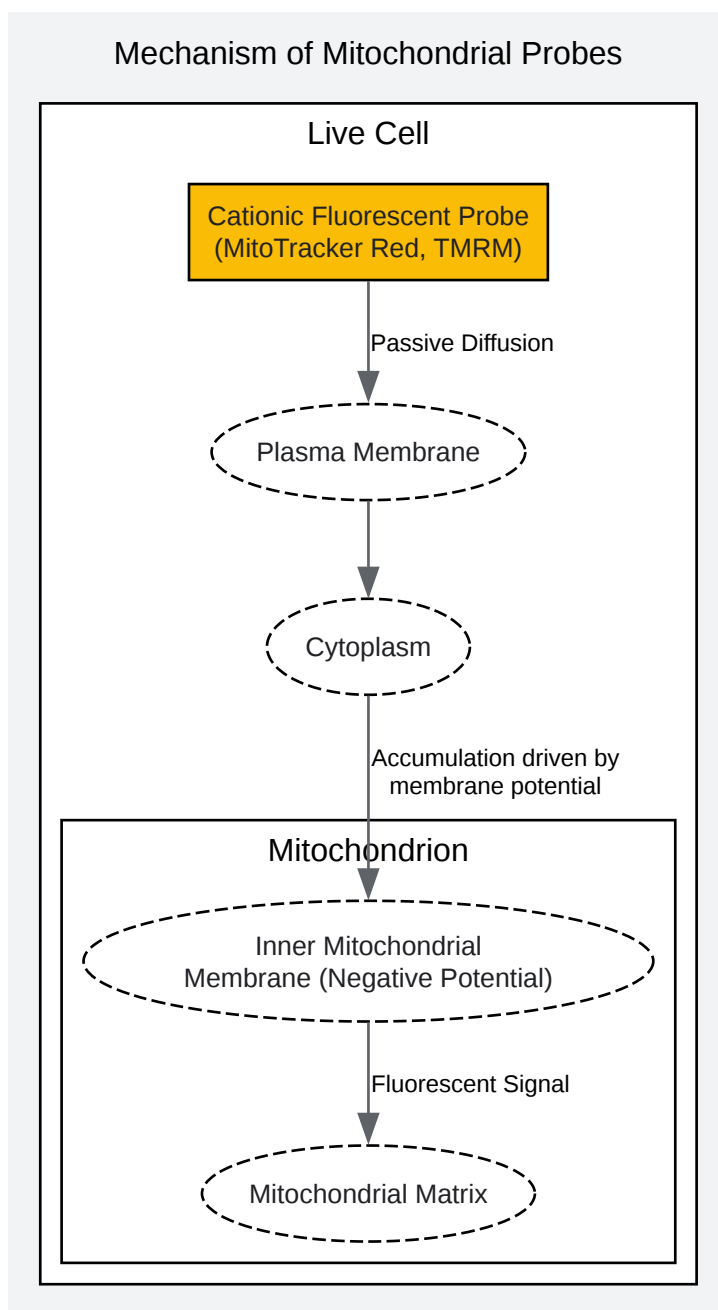 Mechanism of Mitochondrial Probes
Live Cell
Cationic Fluorescent Probe
(MitoTracker Red, TMRM)
Passive Diffusion
Plasma Membrane
Cytoplasm
Accumulation driven by
membrane potential
Mitochondrion
Inner Mitochondrial
Membrane (Negative Potential)
Fluorescent Signal
Mitochondrial Matrix